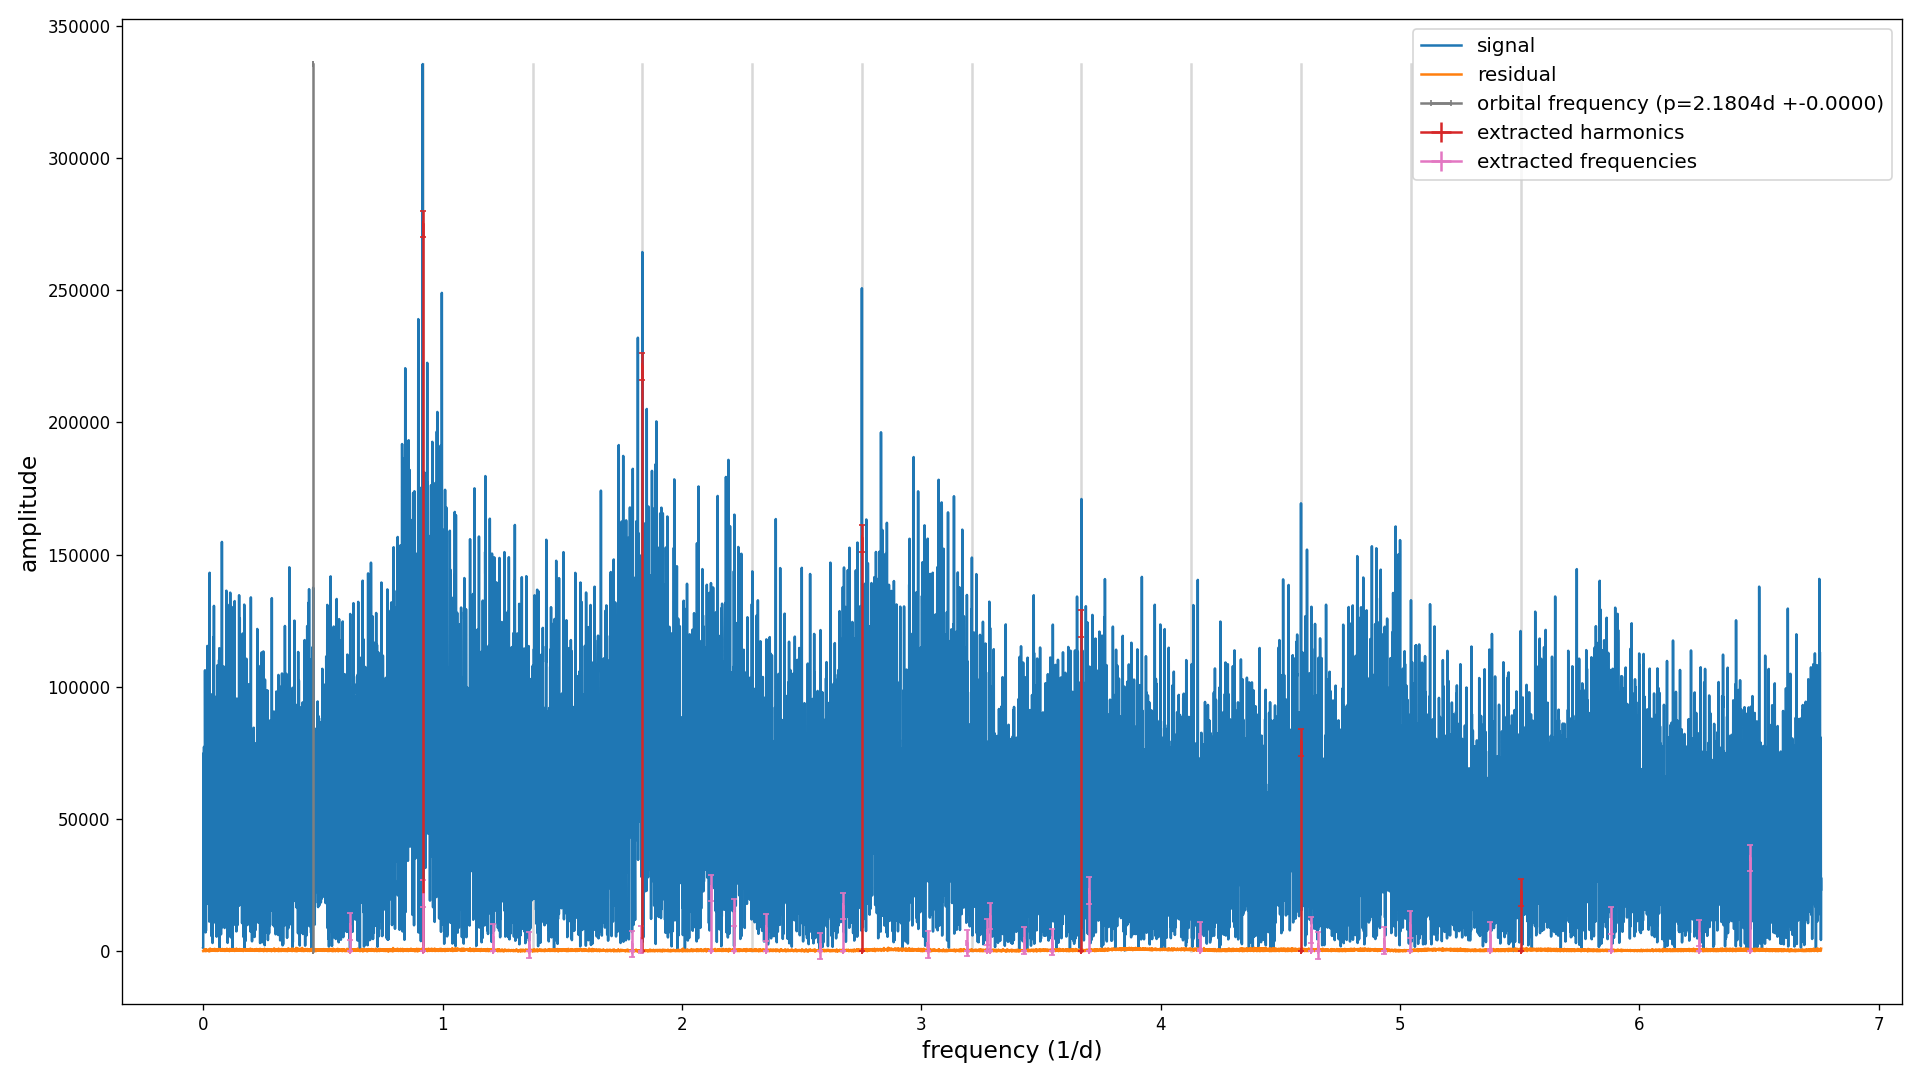 350000
300000
250000
200000
150000
100000
50000
0
amplitude
0 1 2 3 4 5 6 7
frequency (1/d)
signal
residual
orbital frequency (p=2.1804d +-0.0000)
extracted harmonics
extracted frequencies